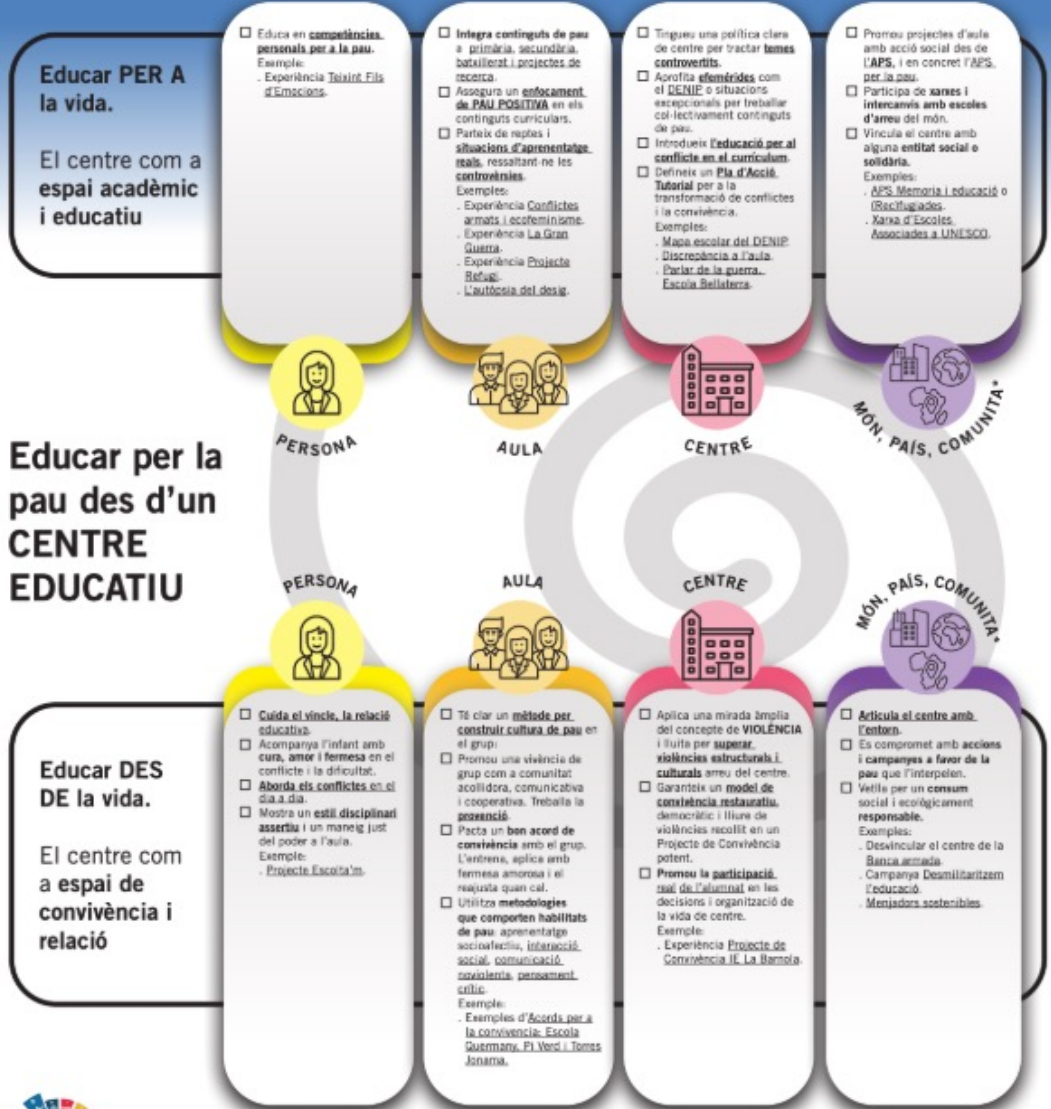 Educar PER A
la vida.
El centre com a
espai acadèmic
i educatiu
☐ Educa en competències
personals per a la pau.
Exemple:
. Experiència Teixint Fils
d'Emocions.
☐ Integra continguts de pau
a primària, secundària,
batxillerat i projectes de
recerca.
☐ Assegura un enfocament
de PAU POSITIVA en els
continguts curriculars.
☐ Parteix de reptes i
situacions d'aprenentatge
reals, ressaltant-ne les
controvèrsies.
Exemples:
. Experiència Conflictes
armats i ecofeminisme.
. Experiència La Gran
Guerra.
. Experiència Projecte
Refugi.
. L'autòpsia del desig.
☐ Tingueu una política clara
de centre per tractar temes
controvertits.
☐ Aprofita efemèrides com
el DENIP o situacions
excepcionals per treballar
col·lectivament continguts
de pau.
☐ Introdueix l'educació per al
conflicte en el currículum.
☐ Defineix un Pla d'Acció
Tutorial per a la
transformació de conflictes
i la convivència.
Exemples:
. Mapa escolar del DENIP.
. Discrepància a l'aula.
. Parlar de la guerra.
Escola Bellaterra.
☐ Promou projectes d'aula
amb acció social des de
l'APS, i en concret l'APS
per la pau.
☐ Participa de xarxes i
intercanvis amb escoles
d'arreu del món.
☐ Vincula el centre amb
alguna entitat social o
solidària.
Exemples:
. APS Memoria i educació o
(Rec)fugiades.
. Xarxa d'Escoles
Associades a UNESCO.
PERSONA
AULA
CENTRE
MÓN, PAÍS, COMUNITA*
Educar per la
pau des d'un
CENTRE
EDUCATIU
PERSONA
AULA
CENTRE
MÓN, PAÍS, COMUNITA*
Educar DES
DE la vida.
El centre com
a espai de
convivència i
relació
☐ Cuida el vincle, la relació
educativa.
☐ Acompanya l'infant amb
cura, amor i fermesa en el
conflicte i la dificultat.
☐ Aborda els conflictes en el
dia a dia.
☐ Mostra un estil disciplinari
assertiu i un maneig just
del poder a l'aula.
Exemple:
. Projecte Escolta'm.
☐ Té clar un mètode per
construir cultura de pau en
el grup:
☐ Promou una vivència de
grup com a comunitat
acollidora, comunicativa
i cooperativa. Treballa la
provenció.
☐ Pacta un bon acord de
convivència amb el grup.
L'entrena, aplica amb
fermesa amorosa i el
reajusta quan cal.
☐ Utilitza metodologies
que comporten habilitats
de pau: aprenentatge
socioafectiu, interacció
social, comunicació
noviolenta, pensament
crític.
Exemple:
. Exemples d'Acords per a
la convivencia: Escola
Quermany, Pi Verd i Torres
Jonama.
☐ Aplica una mirada àmplia
del concepte de VIOLÈNCIA
i lluita per superar
violències estructurals i
culturals arreu del centre.
☐ Garanteix un model de
convivència restauratiu,
democràtic i lliure de
violències recollit en un
Projecte de Convivència
potent.
☐ Promou la participació
real de l'alumnat en les
decisions i organització de
la vida de centre.
Exemple:
. Experiència Projecte de
Convivència IE La Barnola.
☐ Articula el centre amb
l'entorn.
☐ Es compromet amb accions
i campanyes a favor de la
pau que l'interpelen.
☐ Vetlla per un consum
social i ecològicament
responsable.
Exemples:
. Desvincular el centre de la
Banca armada.
. Campanya Desmilitaritzem
l'educació.
. Menjadors sostenibles.